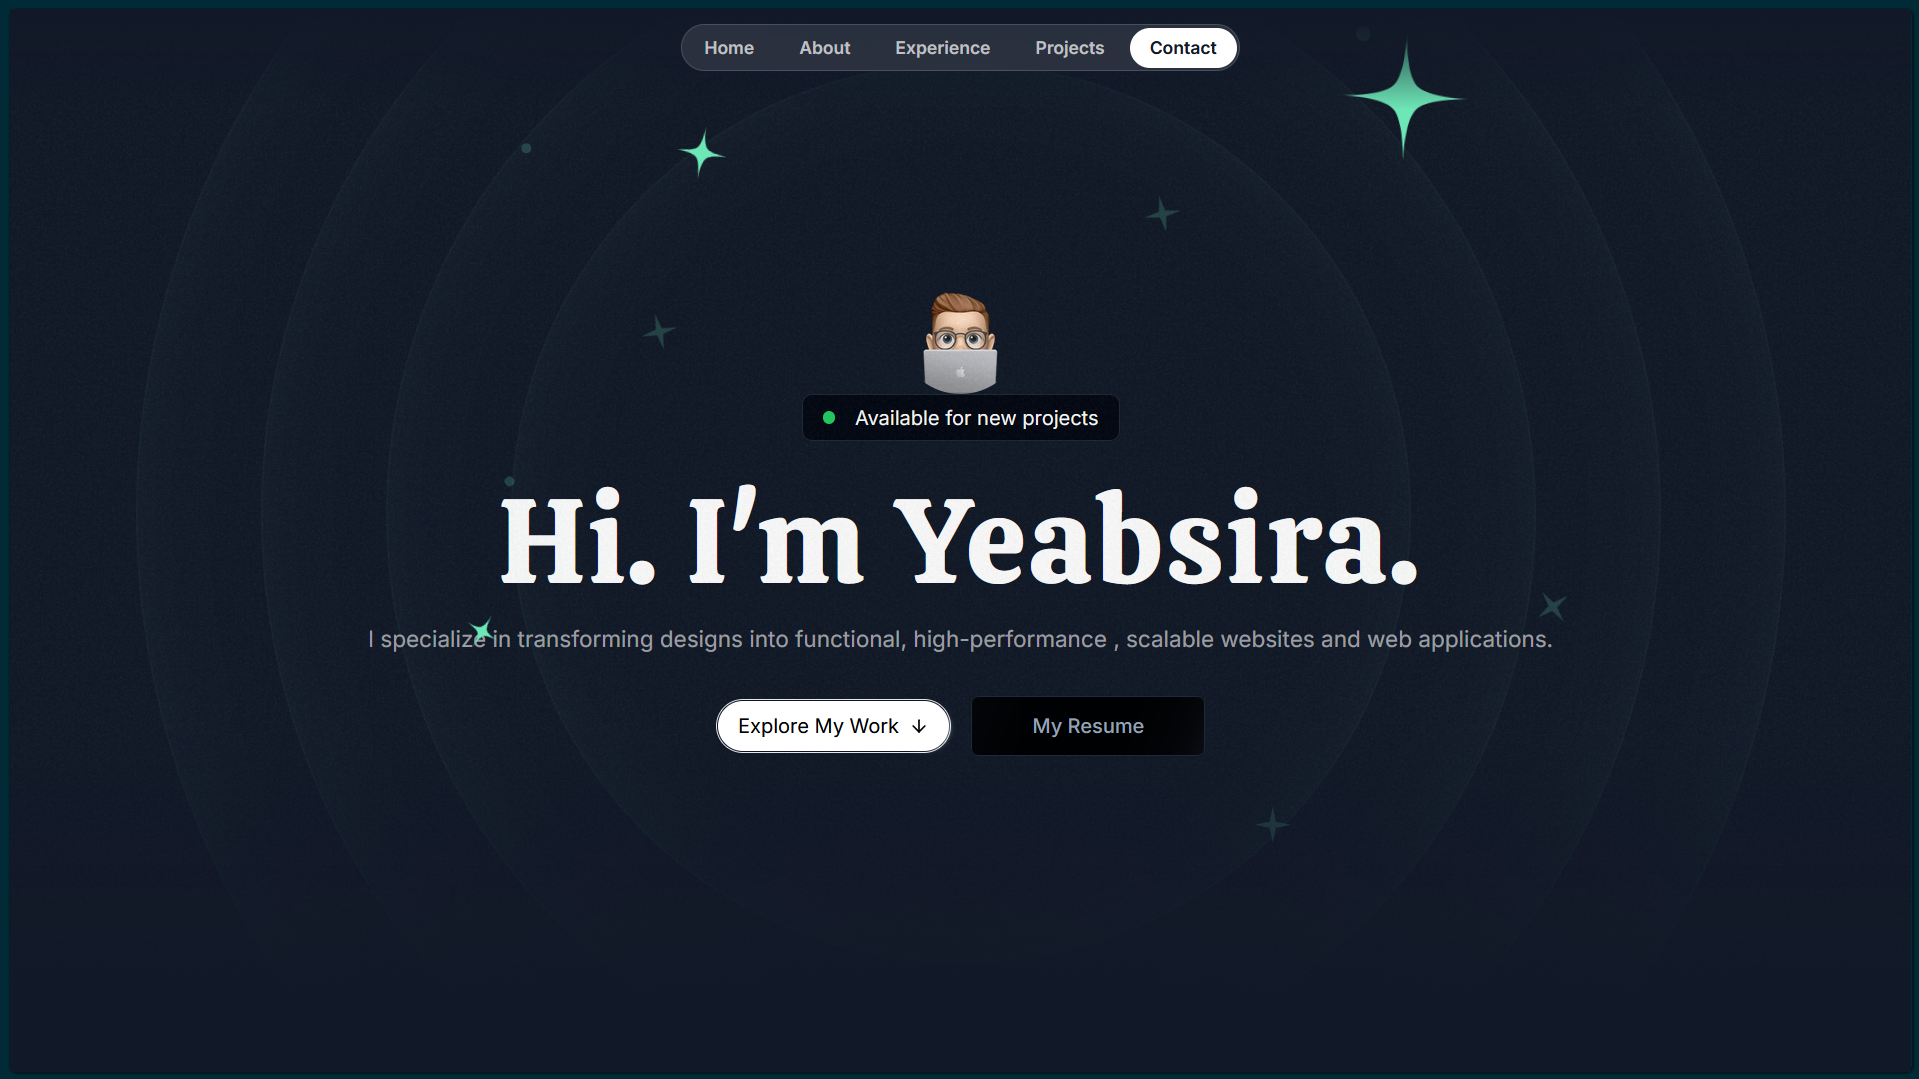 Home About Experience Projects Contact
Available for new projects
Hi. I'm Yeabsira.
I specialize in transforming designs into functional, high-performance , scalable websites and web applications.
Explore My Work ↓ My Resume